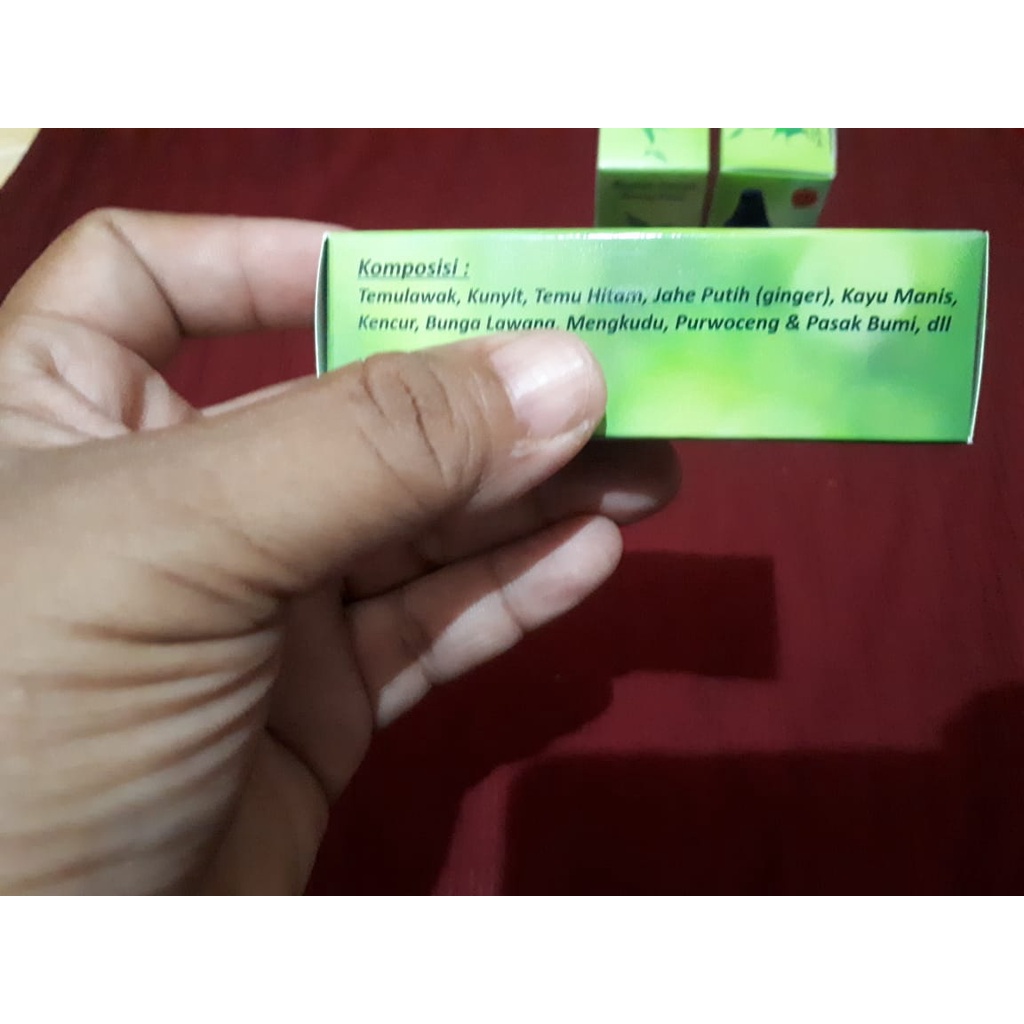 Komposisi :
Temulawak, Kunyit, Temu Hitam, Jahe Putih (ginger), Kayu Manis,
Kencur, Bunga Lawang, Mengkudu, Purwoceng & Pasak Bumi, dll